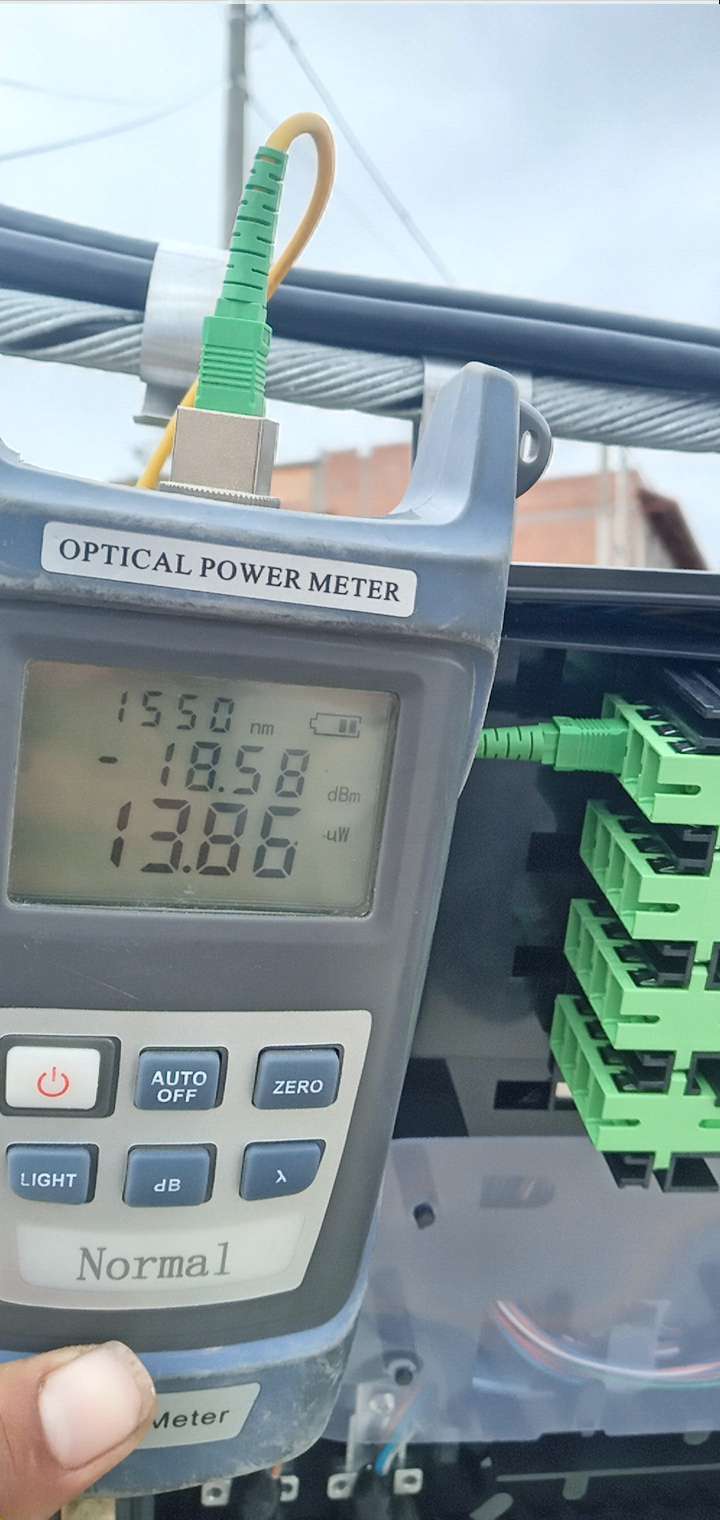 OPTICAL POWER METER
1550 nm
-18.58 dBm
13.86 uW
AUTO OFF
ZERO
LIGHT
dB
λ
Normal
Meter